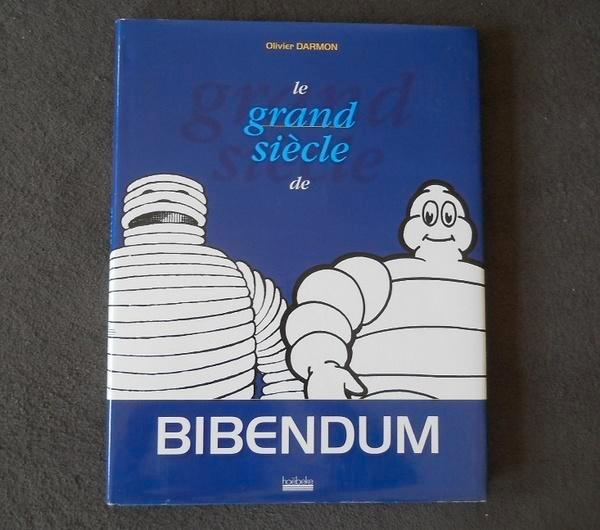 Olivier DARMON
le
grand
siècle
de
BIBENDUM
hoëbeke